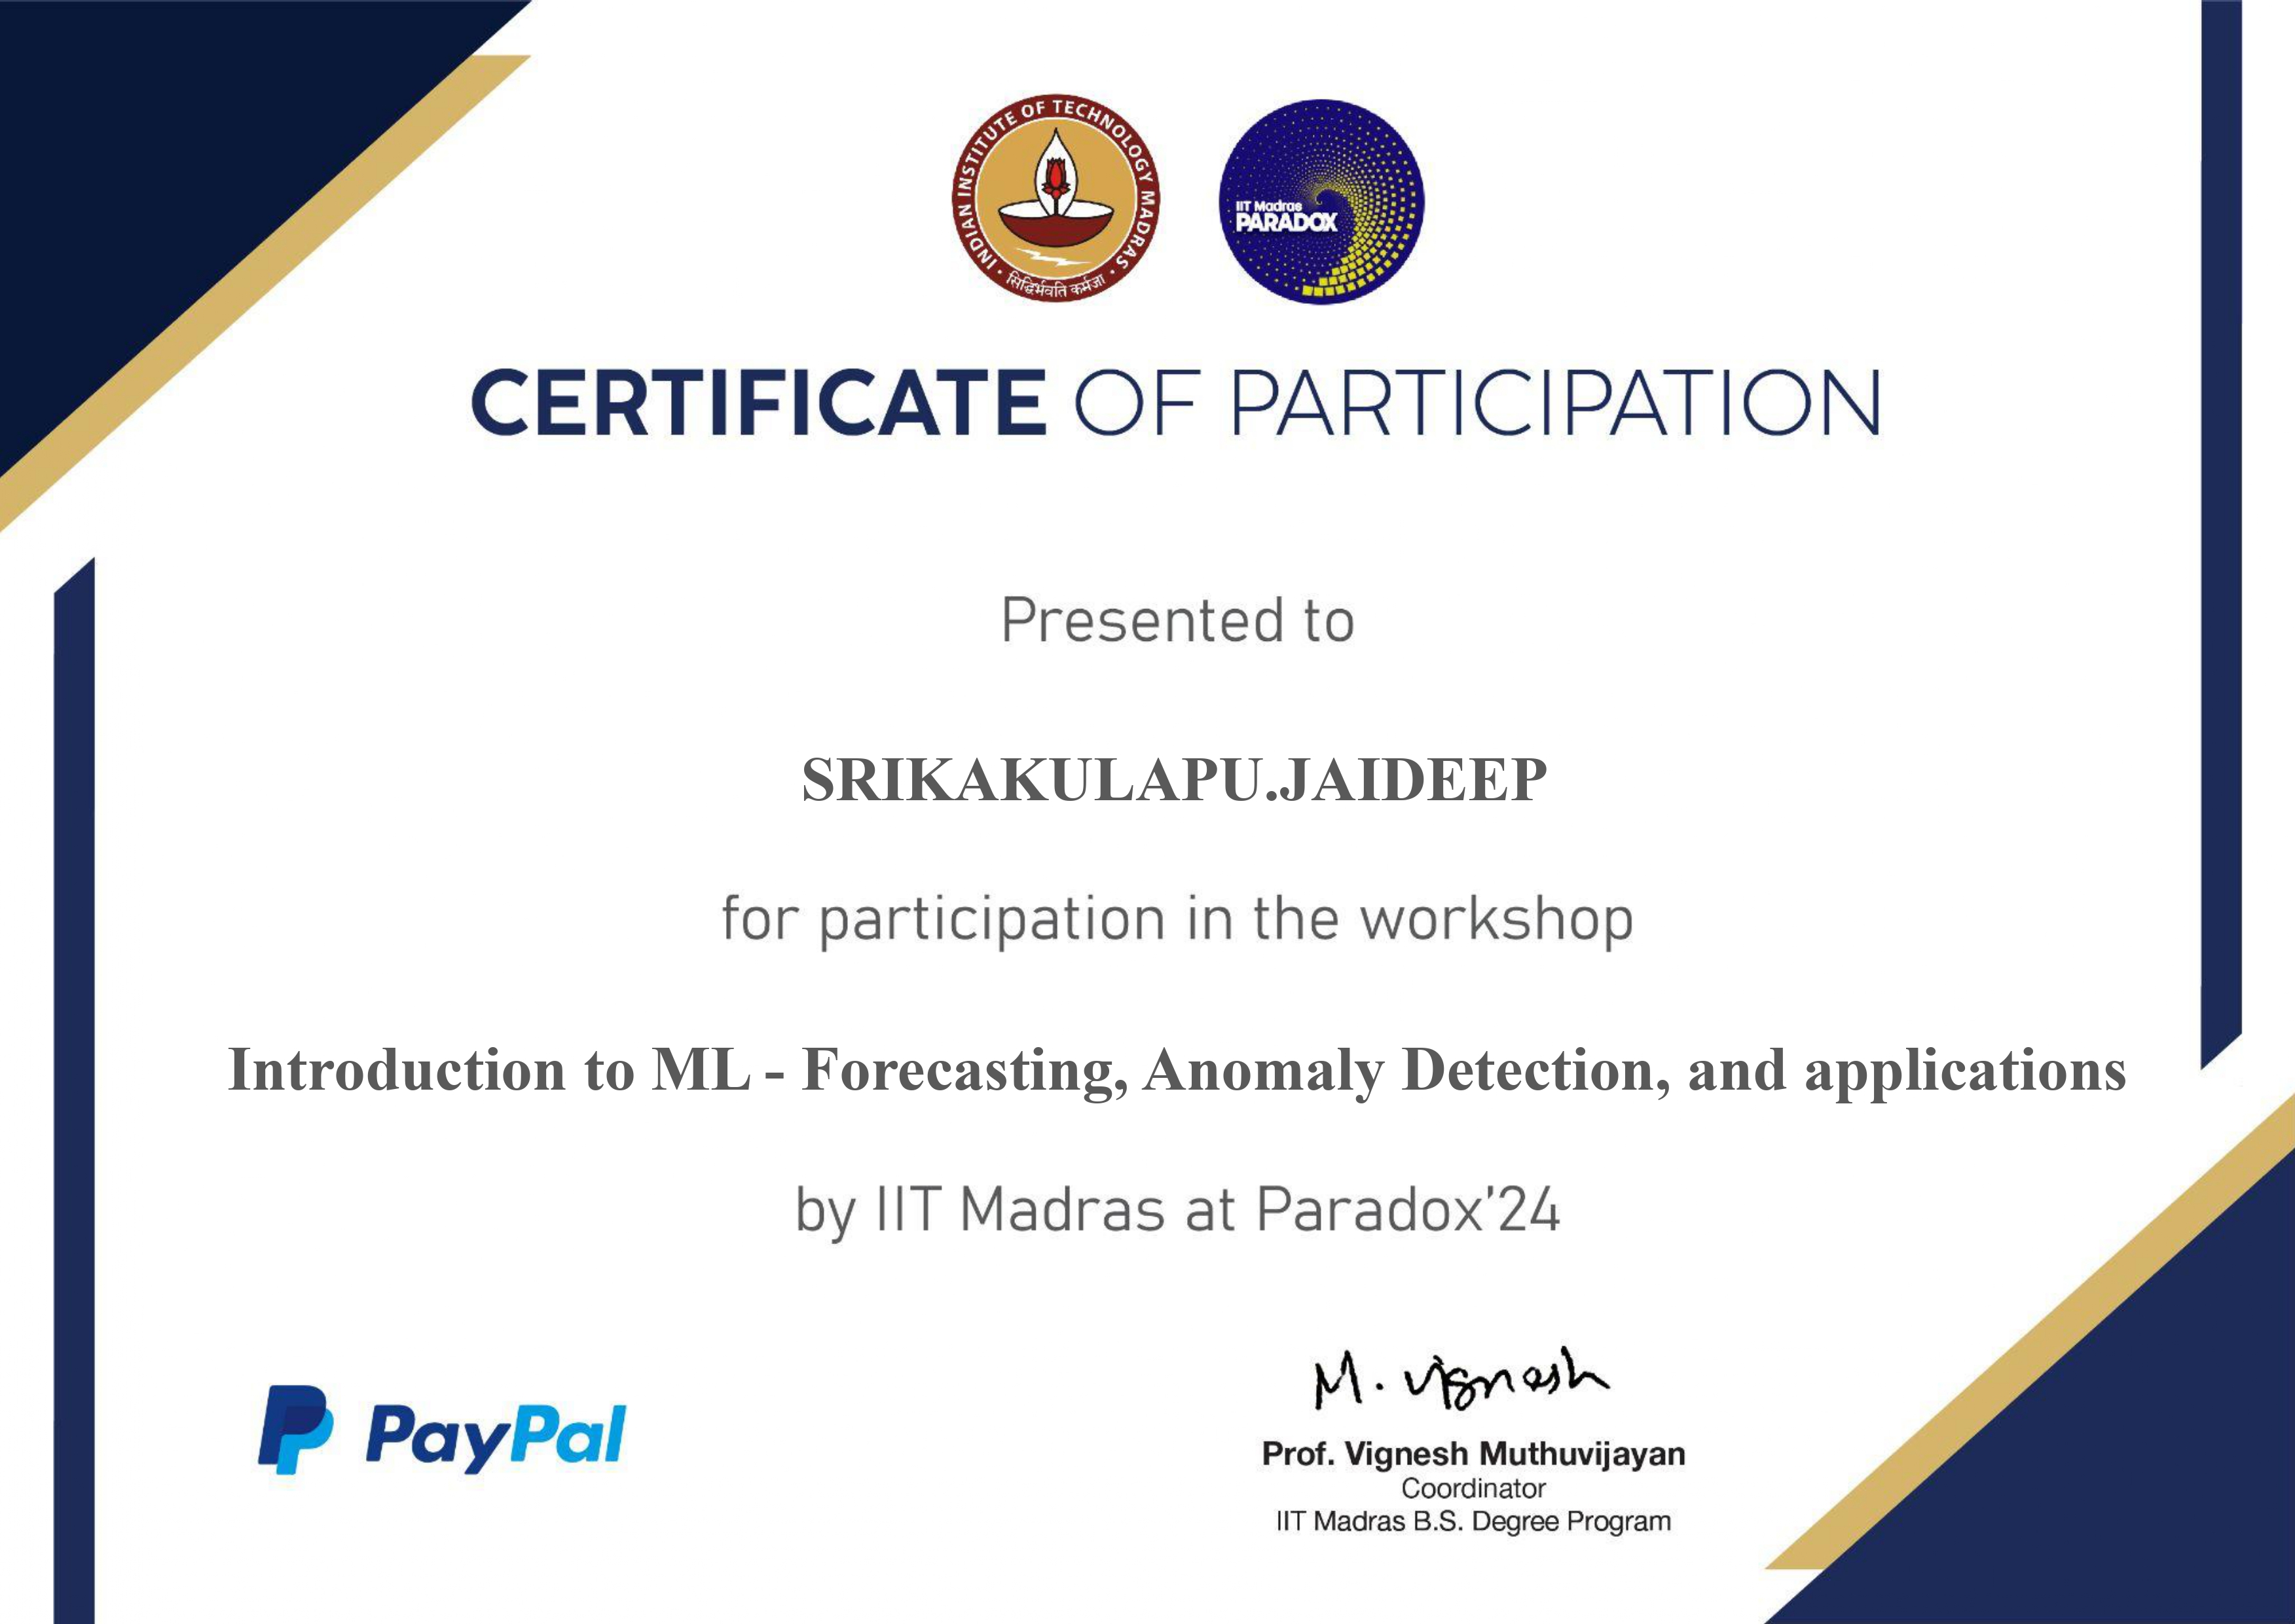 INDIAN INSTITUTE OF TECHNOLOGY MADRAS
सिद्धिर्भवति कर्मजा
IIT Madras
PARADOX
CERTIFICATE OF PARTICIPATION
Presented to
SRIKAKULAPU.JAIDEEP
for participation in the workshop
Introduction to ML - Forecasting, Anomaly Detection, and applications
by IIT Madras at Paradox'24
PayPal
M. Vignesh
Prof. Vignesh Muthuvijayan
Coordinator
IIT Madras B.S. Degree Program